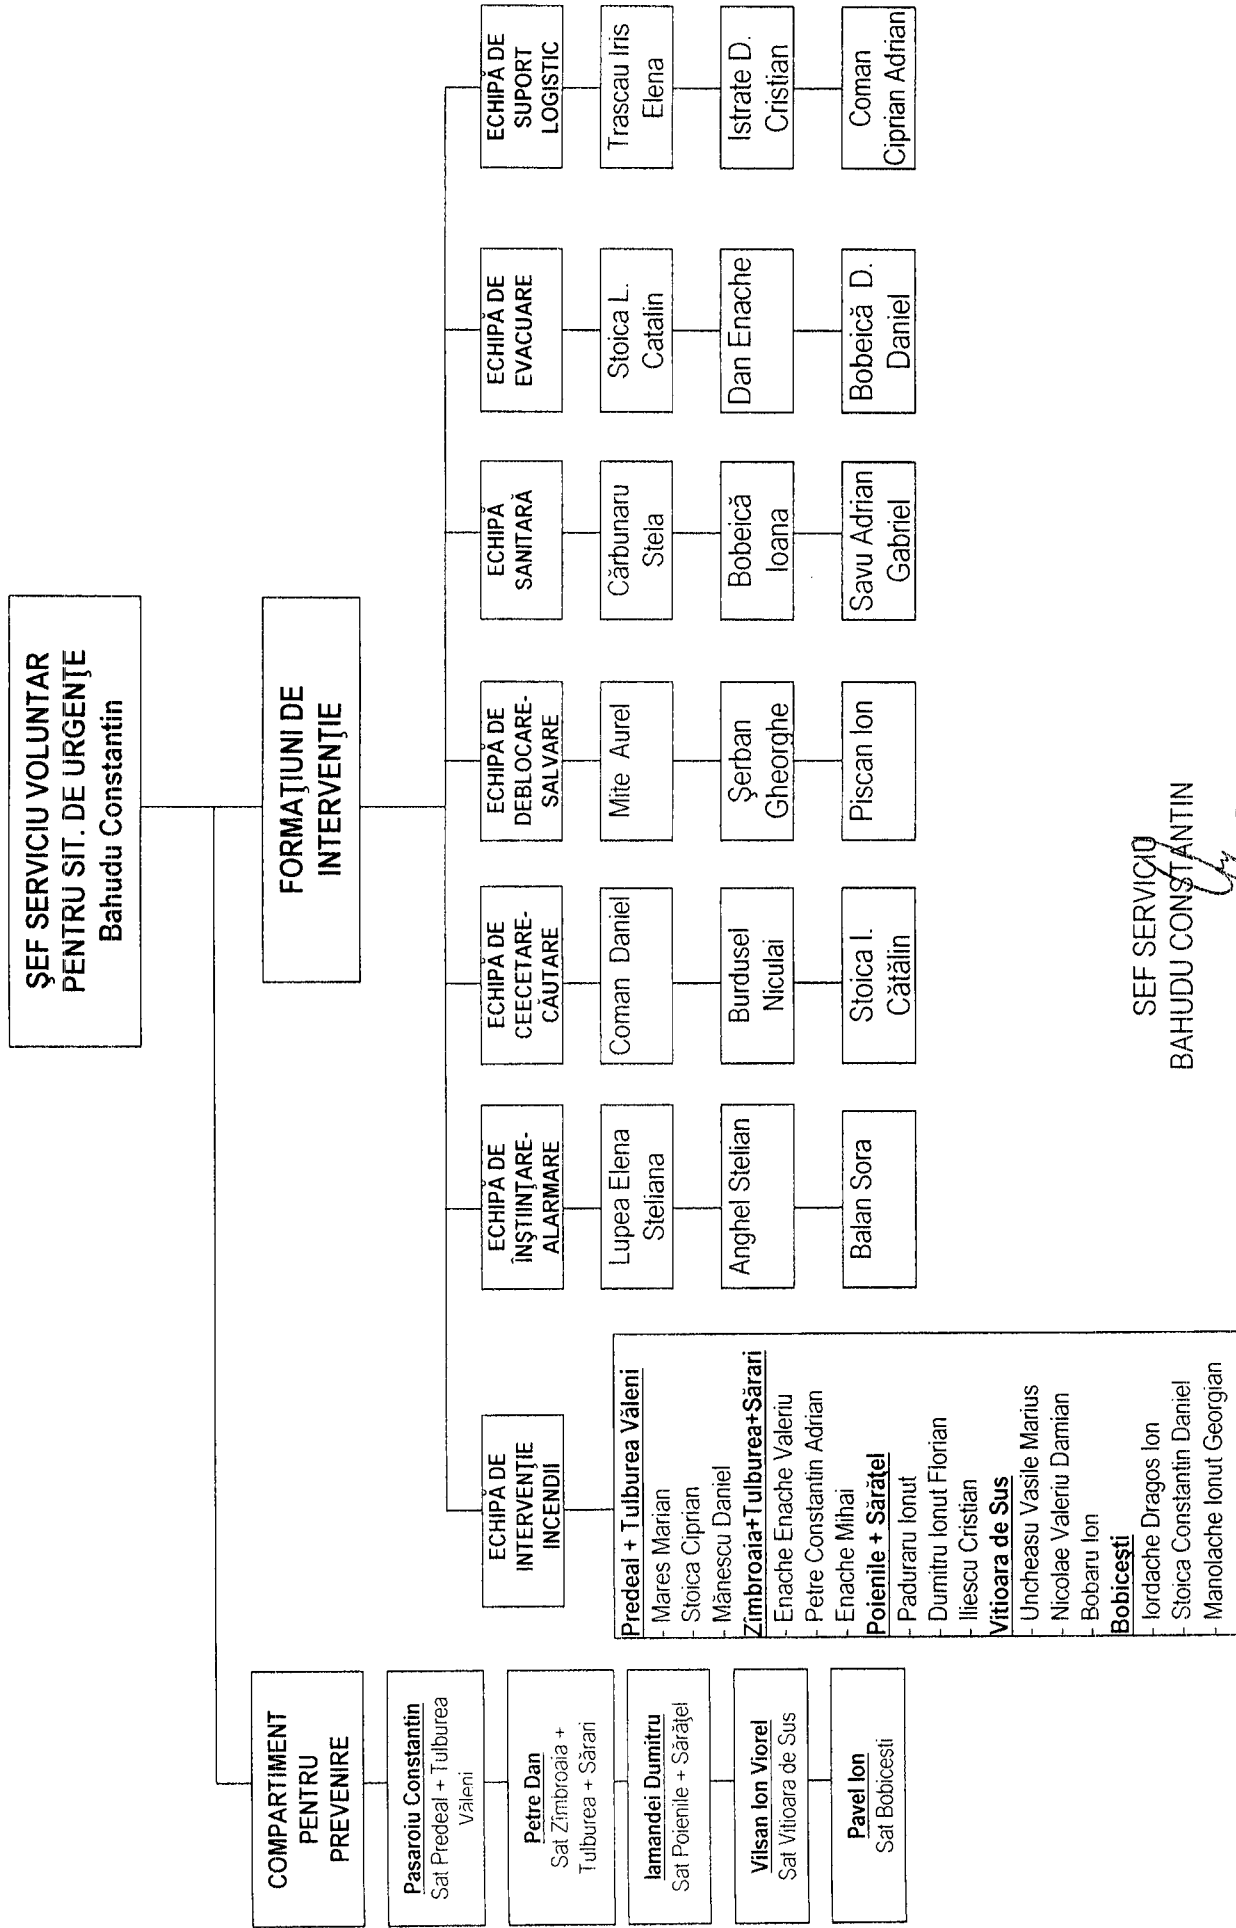 ŞEF SERVICIU VOLUNTAR
PENTRU SIT. DE URGENŢE
Bahudu Constantin
COMPARTIMENT
PENTRU
PREVENIRE
Pasaroiu Constantin
Sat Predeal + Tulburea
Văleni
Petre Dan
Sat Zîmbroaia +
Tulburea + Sărari
Iamandei Dumitru
Sat Poienile + Sărăţel
Vilsan Ion Viorel
Sat Vitioara de Sus
Pavel Ion
Sat Bobicesti
FORMAŢIUNI DE
INTERVENŢIE
ECHIPĂ DE
INTERVENŢIE
INCENDII
Predeal + Tulburea Văleni
- Mares Marian
- Stoica Ciprian
- Mănescu Daniel
Zîmbroaia+Tulburea+Sărari
- Enache Enache Valeriu
- Petre Constantin Adrian
- Enache Mihai
Poienile + Sărăţel
- Paduraru Ionut
- Dumitru Ionut Florian
- Iliescu Cristian
Vitioara de Sus
- Uncheasu Vasile Marius
- Nicolae Valeriu Damian
- Bobaru Ion
Bobiceşti
- Iordache Dragos Ion
- Stoica Constantin Daniel
- Manolache Ionut Georgian
ECHIPĂ DE
ÎNŞTIINŢARE-
ALARMARE
Lupea Elena
Steliana
Anghel Stelian
Balan Sora
ECHIPĂ DE
CEECETARE-
CĂUTARE
Coman Daniel
Burdusel
Niculai
Stoica I.
Cătălin
ECHIPĂ DE
DEBLOCARE-
SALVARE
Mite Aurel
Şerban
Gheorghe
Piscan Ion
ECHIPĂ
SANITARĂ
Cărbunaru
Stela
Bobeică
Ioana
Savu Adrian
Gabriel
ECHIPĂ DE
EVACUARE
Stoica L.
Catalin
Dan Enache
Bobeică D.
Daniel
ECHIPĂ DE
SUPORT
LOGISTIC
Trascau Iris
Elena
Istrate D.
Cristian
Coman
Ciprian Adrian
SEF SERVICIU
BAHUDU CONSTANTIN